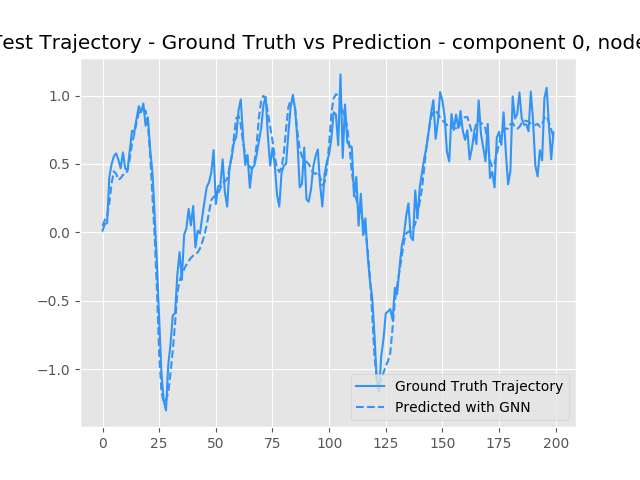 Test Trajectory - Ground Truth vs Prediction - component 0, node
1.0
0.5
0.0
−0.5
−1.0
0 25 50 75 100 125 150 175 200
Ground Truth Trajectory
Predicted with GNN